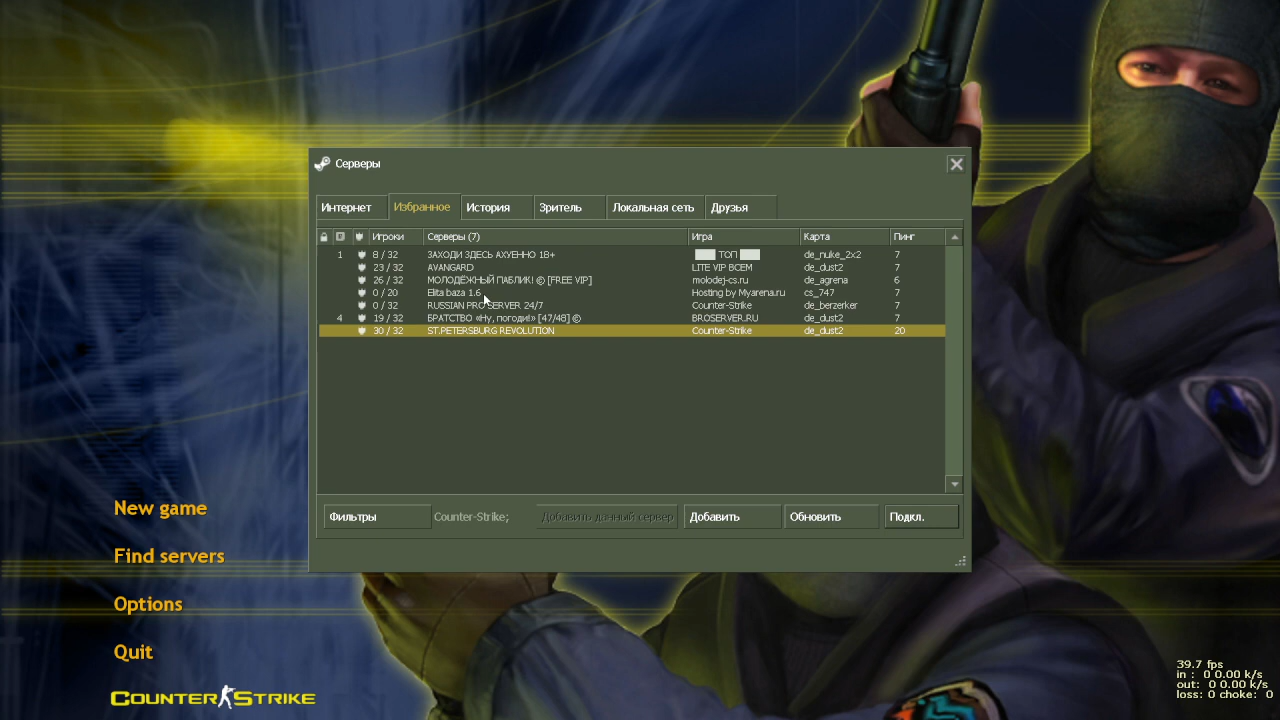 Серверы
Интернет Избранное История Зритель Локальная сеть Друзья
Игроки Серверы (7) Игра Карта Пинг
1 8 / 32 ЗАХОДИ ЗДЕСЬ АХУЕННО 18+ ТОП de_nuke_2x2 7
23 / 32 AVANGARD LITE VIP ВСЕМ de_dust2 7
26 / 32 МОЛОДЁЖНЫЙ ПАБЛИК! © [FREE VIP] molodej-cs.ru de_agrena 6
0 / 20 Elita baza 1.6 Hosting by Myarena.ru cs_747 7
0 / 32 RUSSIAN PRO SERVER 24/7 Counter-Strike de_berzerker 7
4 19 / 32 БРАТСТВО «Ну, погоди!» [47/48] © BROSERVER.RU de_dust2 7
30 / 32 ST.PETERSBURG REVOLUTION Counter-Strike de_dust2 20
Фильтры Counter-Strike; Добавить данный сервер Добавить Обновить Подкл.
New game
Find servers
Options
Quit
COUNTER STRIKE
39.7 fps
in : 0 0.00 k/s
out: 0 0.00 k/s
loss: 0 choke: 0